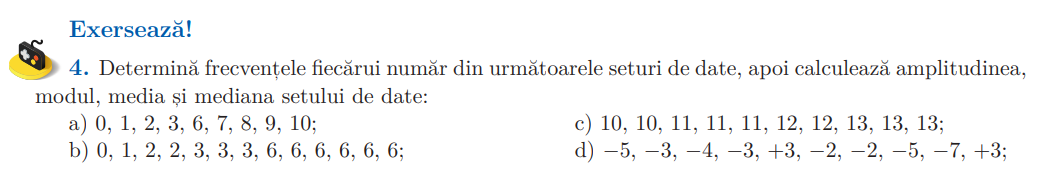 Exersează!
4. Determină frecvențele fiecărui număr din următoarele seturi de date, apoi calculează amplitudinea,
modul, media și mediana setului de date:
a) 0, 1, 2, 3, 6, 7, 8, 9, 10;
c) 10, 10, 11, 11, 11, 12, 12, 13, 13, 13;
b) 0, 1, 2, 2, 3, 3, 3, 6, 6, 6, 6, 6, 6;
d) −5, −3, −4, −3, +3, −2, −2, −5, −7, +3;